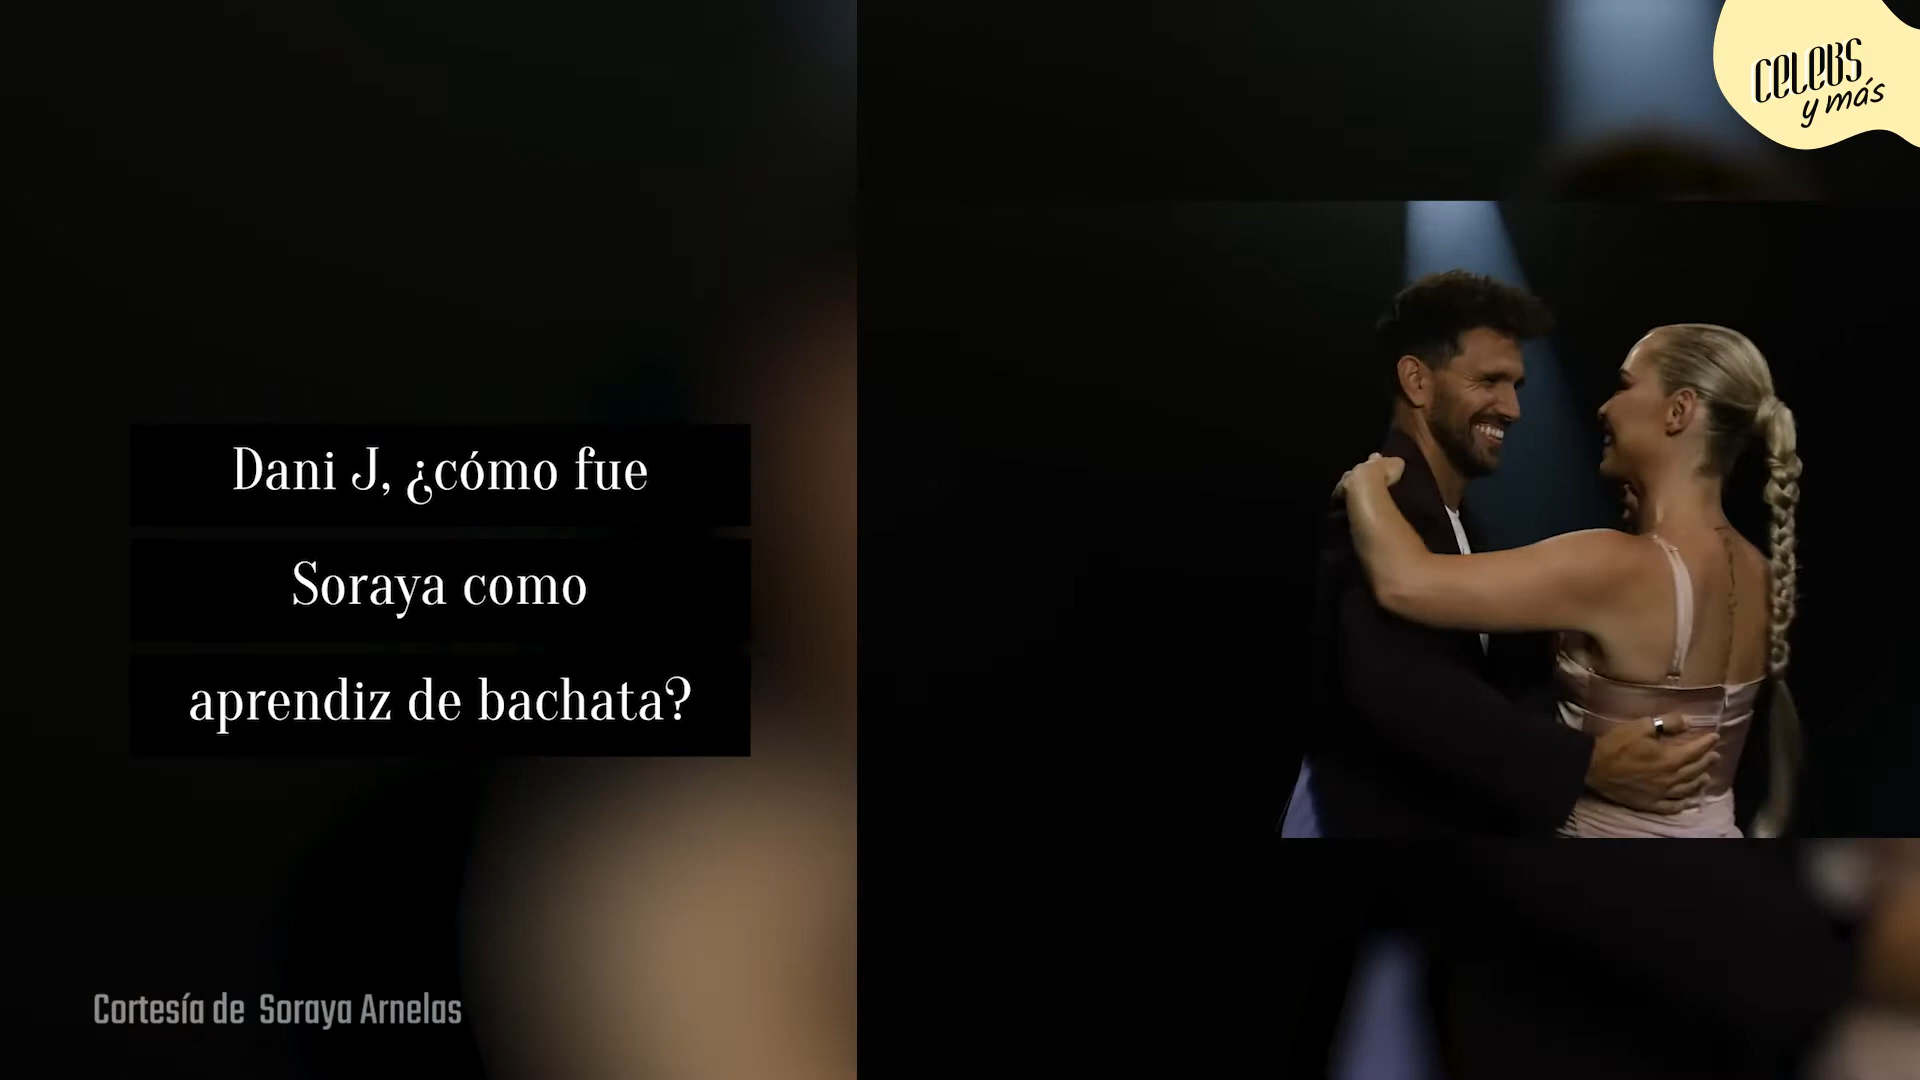 CELEBS
y más
Dani J, ¿cómo fue
Soraya como
aprendiz de bachata?
Cortesía de Soraya Arnelas